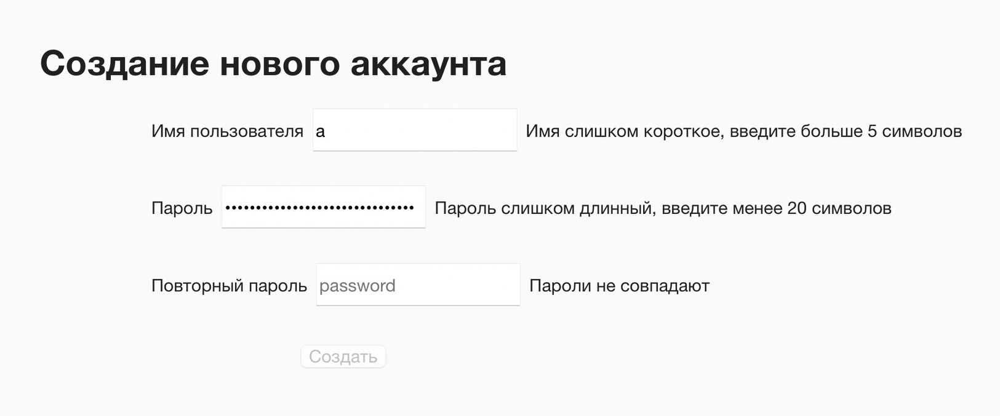 Создание нового аккаунта
Имя пользователя a Имя слишком короткое, введите больше 5 символов
Пароль ••••••••••••••••••••••••••••••• Пароль слишком длинный, введите менее 20 символов
Повторный пароль password Пароли не совпадают
Создать